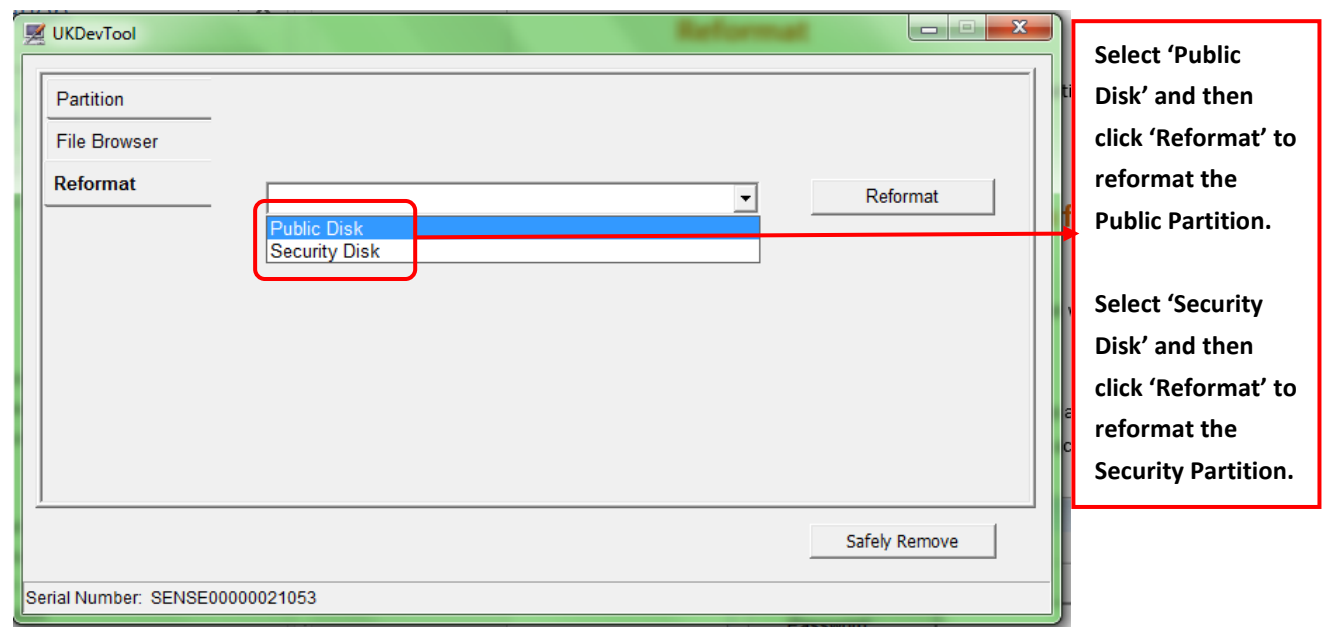 UKDevTool
Reformat
Partition
File Browser
Reformat
Reformat
Public Disk
Security Disk
Safely Remove
Serial Number: SENSE00000021053
Select ‘Public
Disk’ and then
click ‘Reformat’ to
reformat the
Public Partition.
Select ‘Security
Disk’ and then
click ‘Reformat’ to
reformat the
Security Partition.